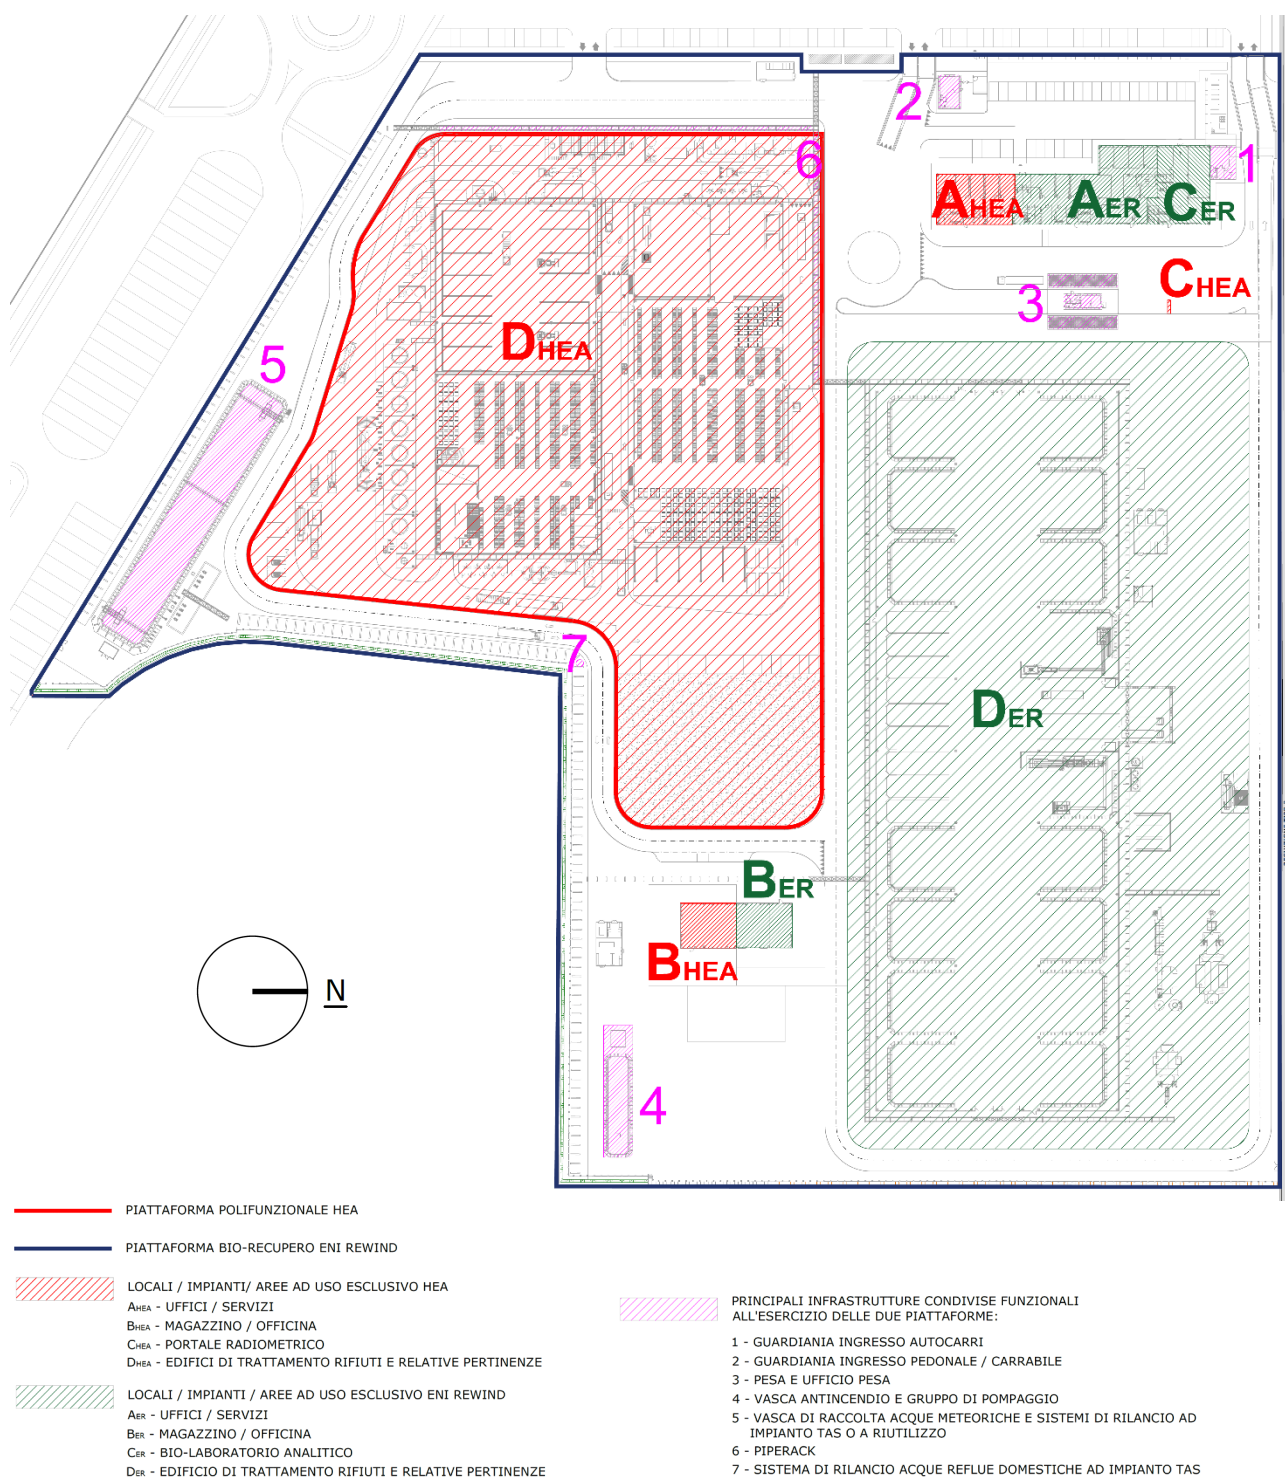 2
1
6
AHEA
AER
CER
CHEA
3
DHEA
5
7
DER
BER
BHEA
N
4
PIATTAFORMA POLIFUNZIONALE HEA
PIATTAFORMA BIO-RECUPERO ENI REWIND
LOCALI / IMPIANTI/ AREE AD USO ESCLUSIVO HEA
AHEA - UFFICI / SERVIZI
BHEA - MAGAZZINO / OFFICINA
CHEA - PORTALE RADIOMETRICO
DHEA - EDIFICI DI TRATTAMENTO RIFIUTI E RELATIVE PERTINENZE
LOCALI / IMPIANTI / AREE AD USO ESCLUSIVO ENI REWIND
AER - UFFICI / SERVIZI
BER - MAGAZZINO / OFFICINA
CER - BIO-LABORATORIO ANALITICO
DER - EDIFICIO DI TRATTAMENTO RIFIUTI E RELATIVE PERTINENZE
PRINCIPALI INFRASTRUTTURE CONDIVISE FUNZIONALI
ALL'ESERCIZIO DELLE DUE PIATTAFORME:
1 - GUARDIANIA INGRESSO AUTOCARRI
2 - GUARDIANIA INGRESSO PEDONALE / CARRABILE
3 - PESA E UFFICIO PESA
4 - VASCA ANTINCENDIO E GRUPPO DI POMPAGGIO
5 - VASCA DI RACCOLTA ACQUE METEORICHE E SISTEMI DI RILANCIO AD
IMPIANTO TAS O A RIUTILIZZO
6 - PIPERACK
7 - SISTEMA DI RILANCIO ACQUE REFLUE DOMESTICHE AD IMPIANTO TAS